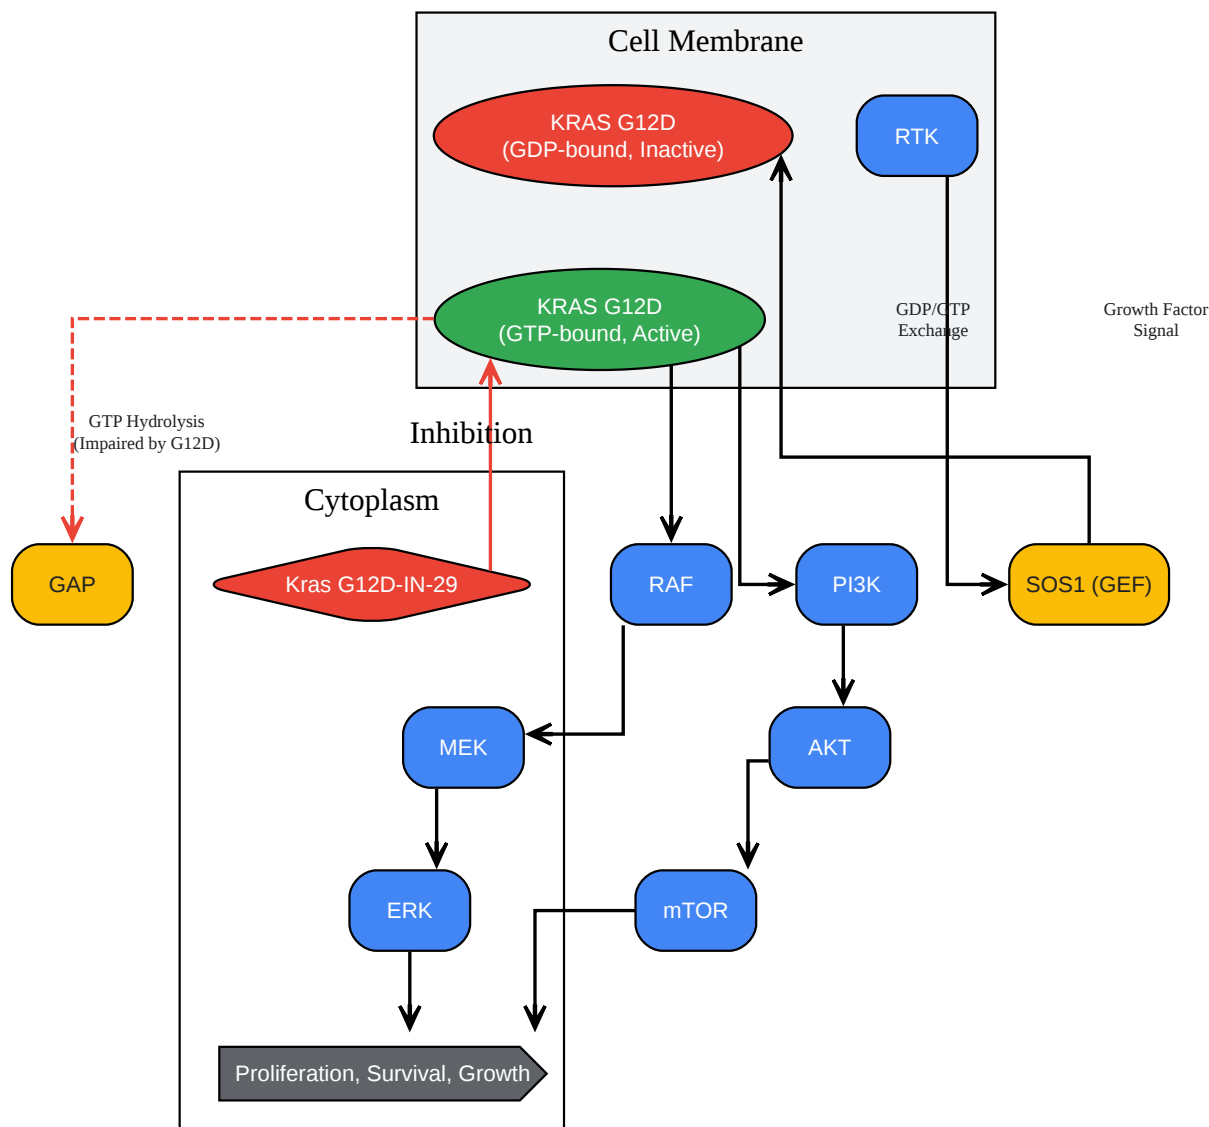 Cell Membrane
KRAS G12D
(GDP-bound, Inactive)
RTK
KRAS G12D
(GTP-bound, Active)
GDP/GTP
Exchange
Growth Factor
Signal
GTP Hydrolysis
(Impaired by G12D)
Inhibition
Cytoplasm
GAP
Kras G12D-IN-29
RAF
PI3K
SOS1 (GEF)
MEK
AKT
ERK
mTOR
Proliferation, Survival, Growth